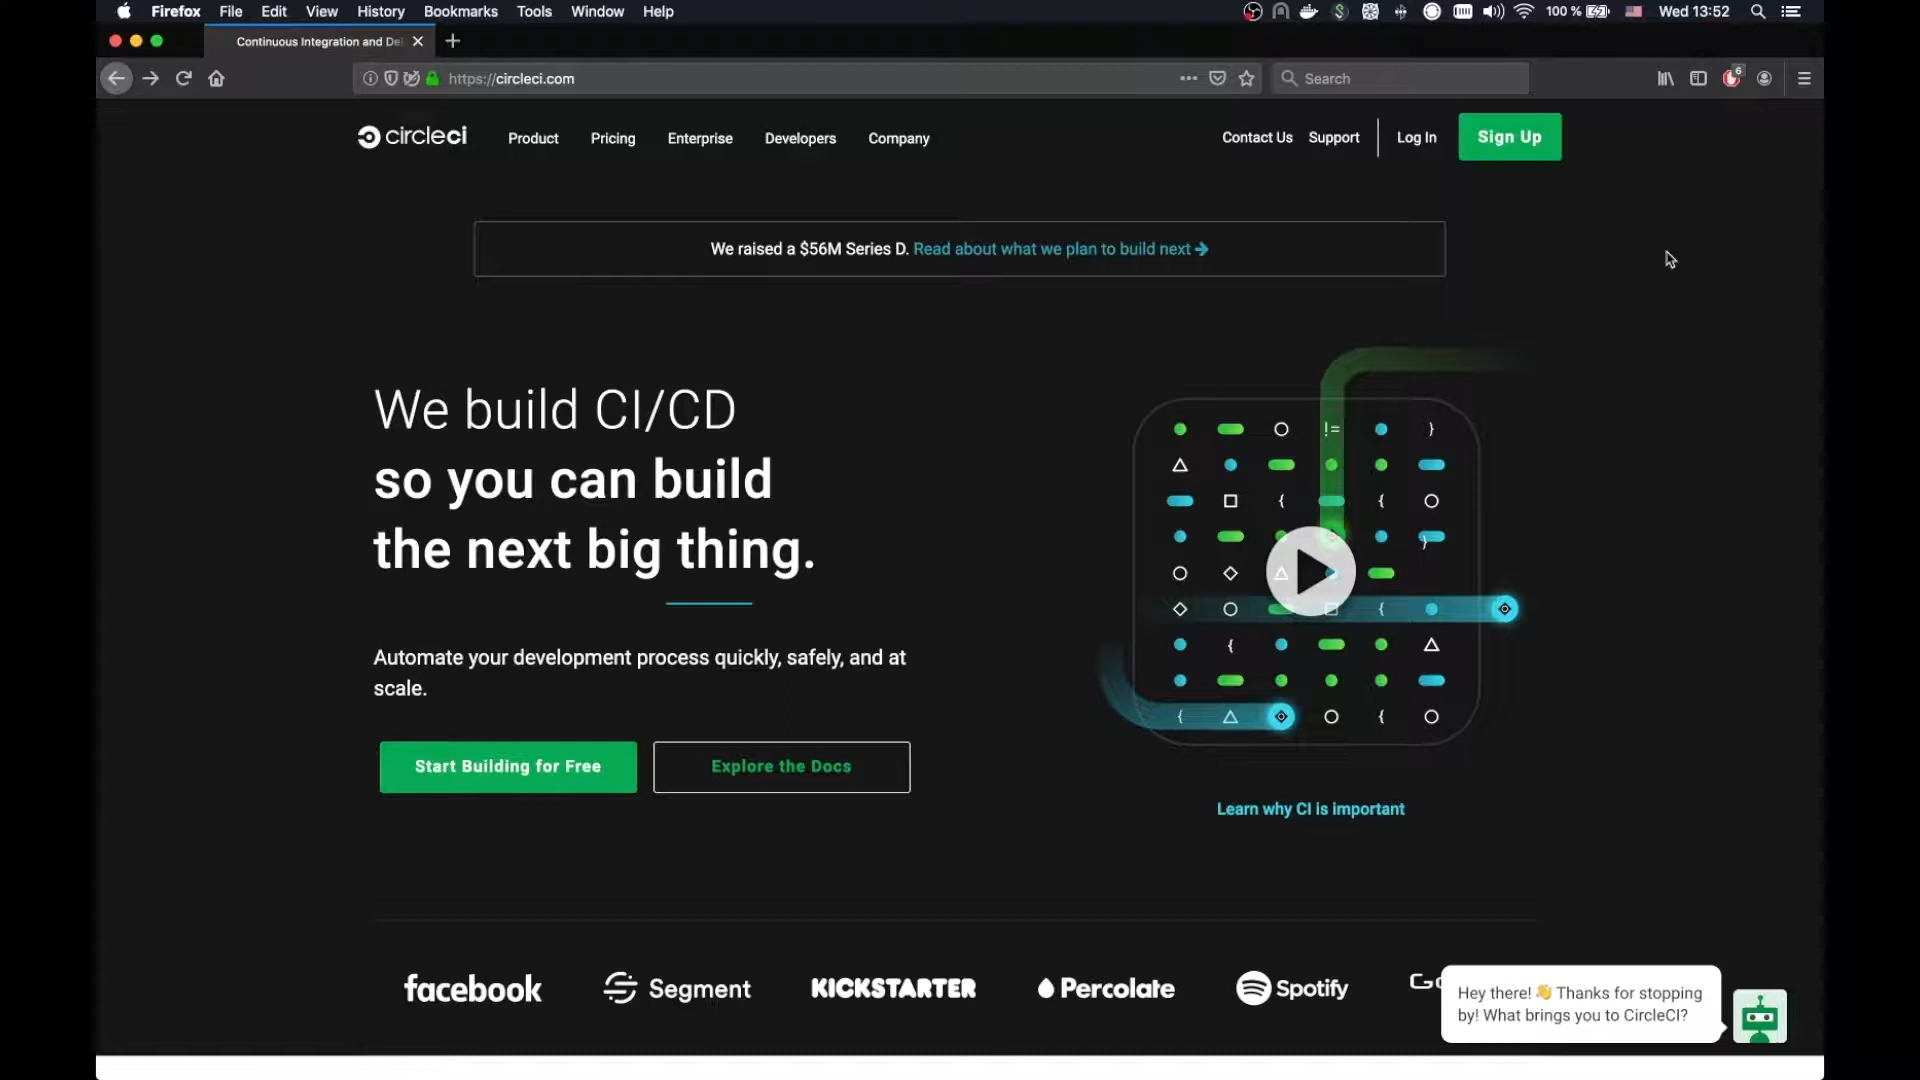 Firefox File Edit View History Bookmarks Tools Window Help
100 % Wed 13:52
Continuous Integration and De
https://circleci.com
Search
6
circleci
Product Pricing Enterprise Developers Company
Contact Us Support Log In Sign Up
We raised a $56M Series D. Read about what we plan to build next →
We build CI/CD
so you can build
the next big thing.
Automate your development process quickly, safely, and at
scale.
Start Building for Free
Explore the Docs
Learn why CI is important
facebook Segment KICKSTARTER Percolate Spotify
Hey there! 👋 Thanks for stopping
by! What brings you to CircleCI?